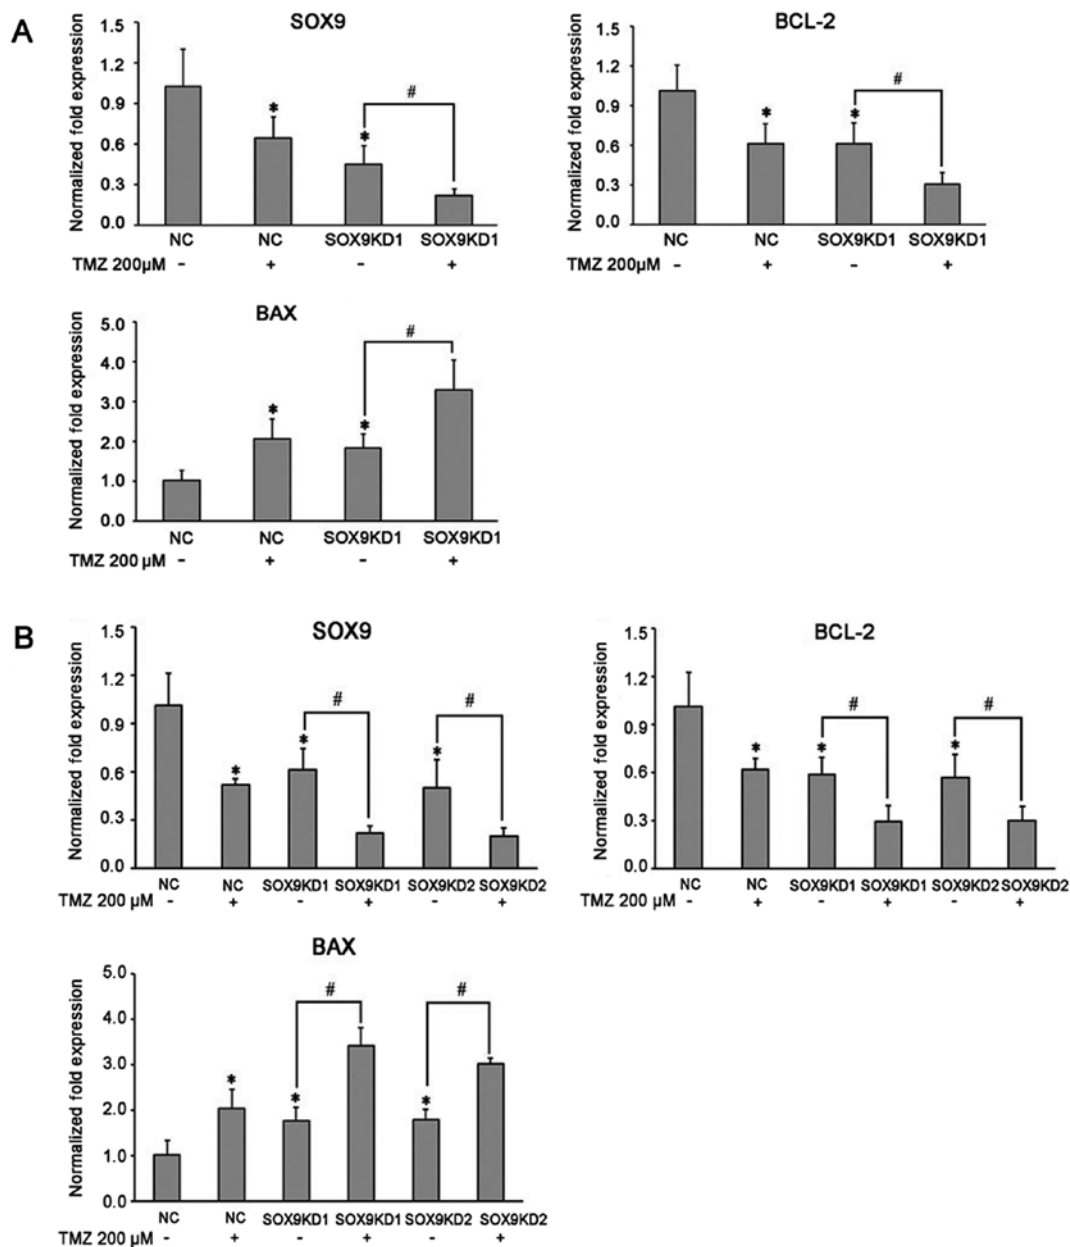 A
SOX9
Normalized fold expression
1.5
1.2
0.9
0.6
0.3
0.0
*
*
#
NC NC SOX9KD1 SOX9KD1
TMZ 200µM - + - +
BCL-2
Normalized fold expression
1.5
1.2
0.9
0.6
0.3
0.0
*
*
#
NC NC SOX9KD1 SOX9KD1
TMZ 200µM - + - +
BAX
Normalized fold expression
5.0
4.0
3.0
2.0
1.0
0.0
*
*
#
NC NC SOX9KD1 SOX9KD1
TMZ 200 µM - + - +
B
SOX9
Normalized fold expression
1.5
1.2
0.9
0.6
0.3
0.0
*
*
#
*
#
NC NC SOX9KD1 SOX9KD1 SOX9KD2 SOX9KD2
TMZ 200 µM - + - + - +
BCL-2
Normalized fold expression
1.5
1.2
0.9
0.6
0.3
0.0
*
*
#
*
#
NC NC SOX9KD1 SOX9KD1 SOX9KD2 SOX9KD2
TMZ 200 µM - + - + - +
BAX
Normalized fold expression
5.0
4.0
3.0
2.0
1.0
0.0
*
*
#
*
#
NC NC SOX9KD1 SOX9KD1 SOX9KD2 SOX9KD2
TMZ 200 µM - + - + - +